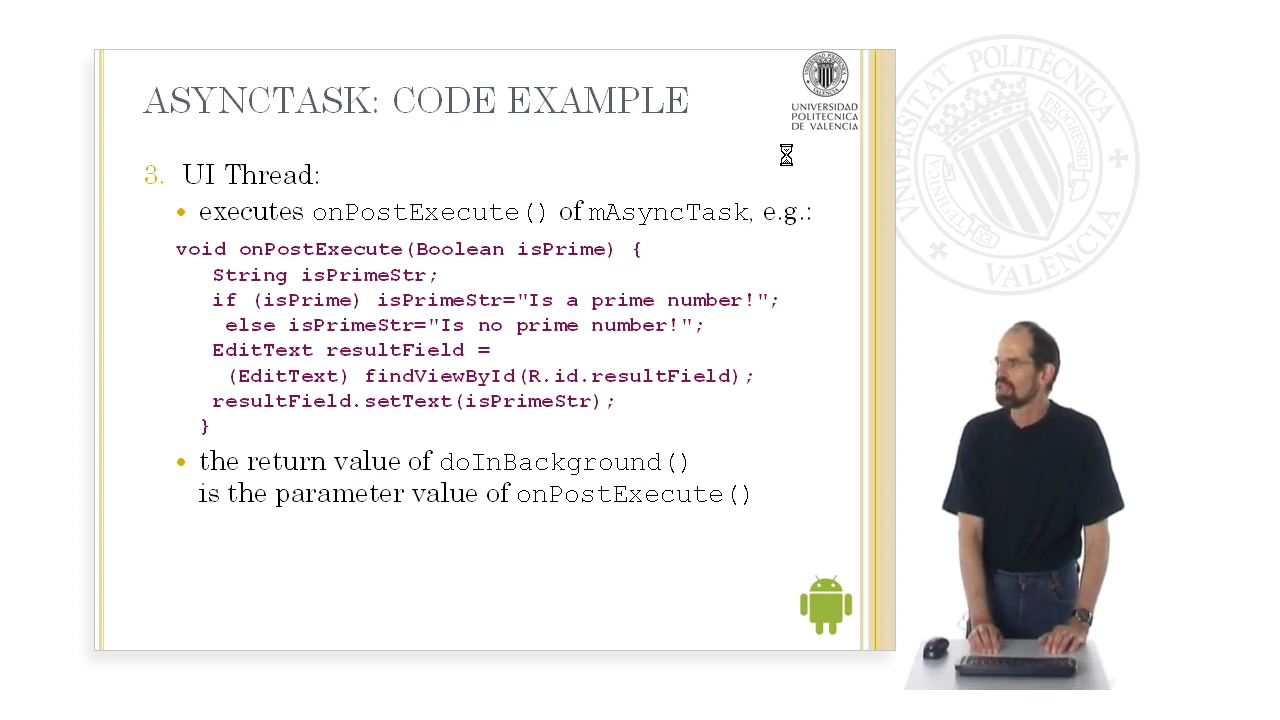 ASYNCTASK: CODE EXAMPLE
UNIVERSIDAD
POLITECNICA
DE VALENCIA
3. UI Thread:
• executes onPostExecute() of mAsyncTask, e.g.:
void onPostExecute(Boolean isPrime) {
String isPrimeStr;
if (isPrime) isPrimeStr="Is a prime number!";
else isPrimeStr="Is no prime number!";
EditText resultField =
(EditText) findViewById(R.id.resultField);
resultField.setText(isPrimeStr);
}
• the return value of doInBackground()
is the parameter value of onPostExecute()
UNIVERSITAT POLITÈCNICA
VALÈNCIA